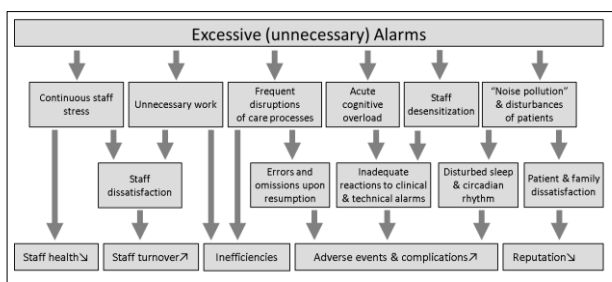 Excessive (unnecessary) Alarms
Continuous staff
stress
Unnecessary work
Frequent
disruptions
of care processes
Acute
cognitive
overload
Staff
desensitization
“Noise pollution”
& disturbances
of patients
Staff
dissatisfaction
Errors and
omissions upon
resumption
Inadequate
reactions to clinical
& technical alarms
Disturbed sleep
& circadian
rhythm
Patient & family
dissatisfaction
Staff health↘
Staff turnover↗
Inefficiencies
Adverse events & complications↗
Reputation↘